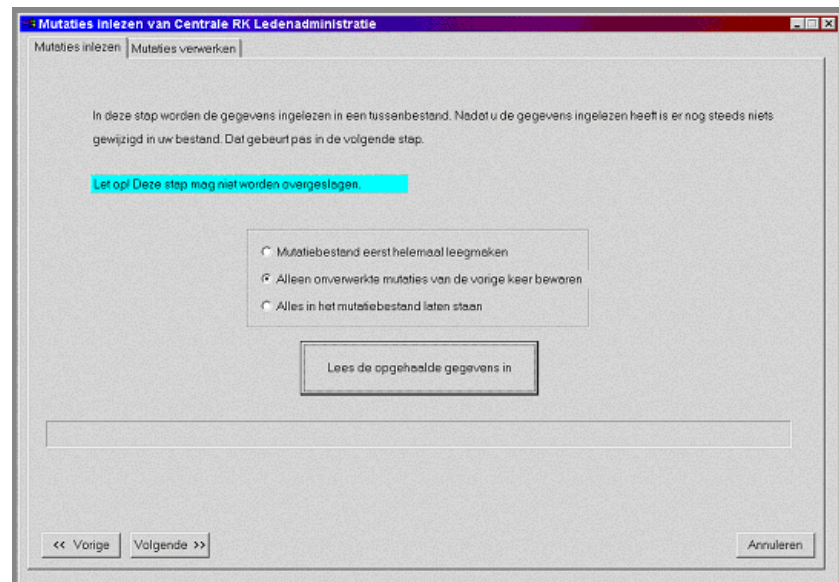 Mutaties inlezen van Centrale RK Ledenadministratie
Mutaties inlezen Mutaties verwerken
In deze stap worden de gegevens ingelezen in een tussenbestand. Nadat u de gegevens ingelezen heeft is er nog steeds niets
gewijzigd in uw bestand. Dat gebeurt pas in de volgende stap.
Let op! Deze stap mag niet worden overgeslagen.
Mutatiebestand eerst helemaal leegmaken
Alleen onverwerkte mutaties van de vorige keer bewaren
Alles in het mutatiebestand laten staan
Lees de opgehaalde gegevens in
<< Vorige Volgende >> Annuleren